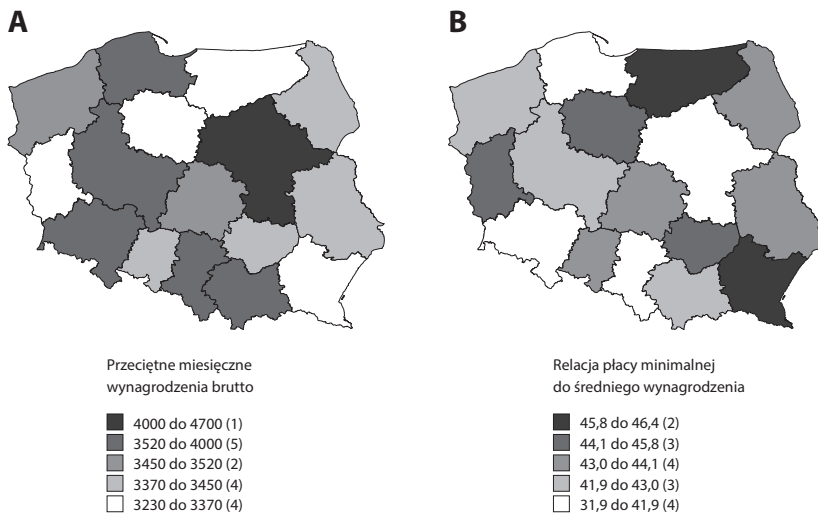 A
B
Przeciętne miesięczne
wynagrodzenia brutto
4000 do 4700 (1)
3520 do 4000 (5)
3450 do 3520 (2)
3370 do 3450 (4)
3230 do 3370 (4)
Relacja płacy minimalnej
do średniego wynagrodzenia
45,8 do 46,4 (2)
44,1 do 45,8 (3)
43,0 do 44,1 (4)
41,9 do 43,0 (3)
31,9 do 41,9 (4)